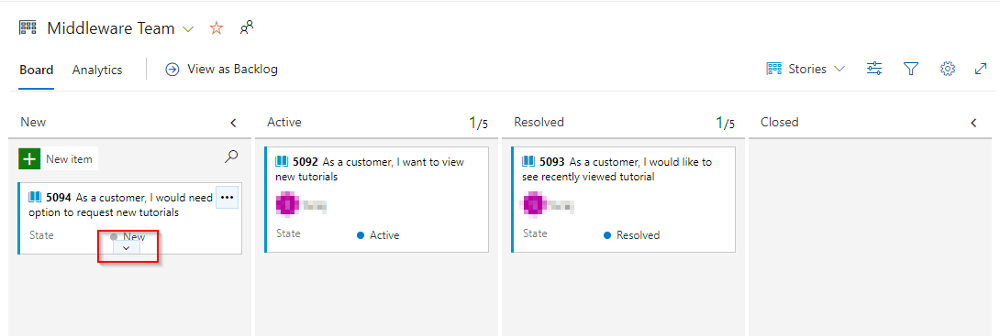 Middleware Team
Board Analytics View as Backlog Stories
New Active 1/5 Resolved 1/5 Closed
New item
5094 As a customer, I would need
option to request new tutorials
State New
5092 As a customer, I want to view
new tutorials
State Active
5093 As a customer, I would like to
see recently viewed tutorial
State Resolved